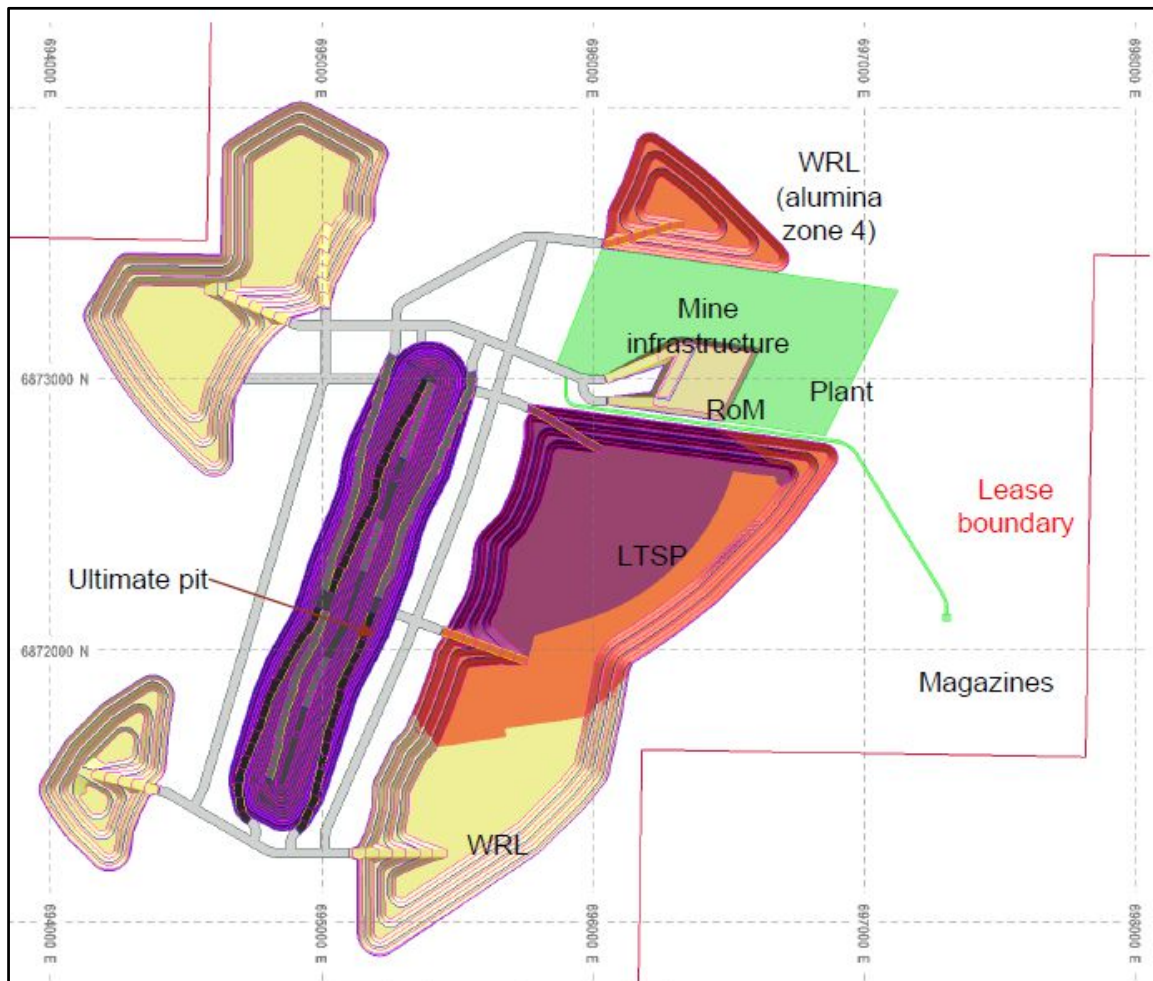 694000 E
695000 E
696000 E
697000 E
698000 E
WRL
(alumina
zone 4)
Mine
infrastructure
6873000 N
RoM
Plant
Lease
boundary
LTSP
Ultimate pit
6872000 N
Magazines
WRL
694000 E
695000 E
696000 E
697000 E
698000 E